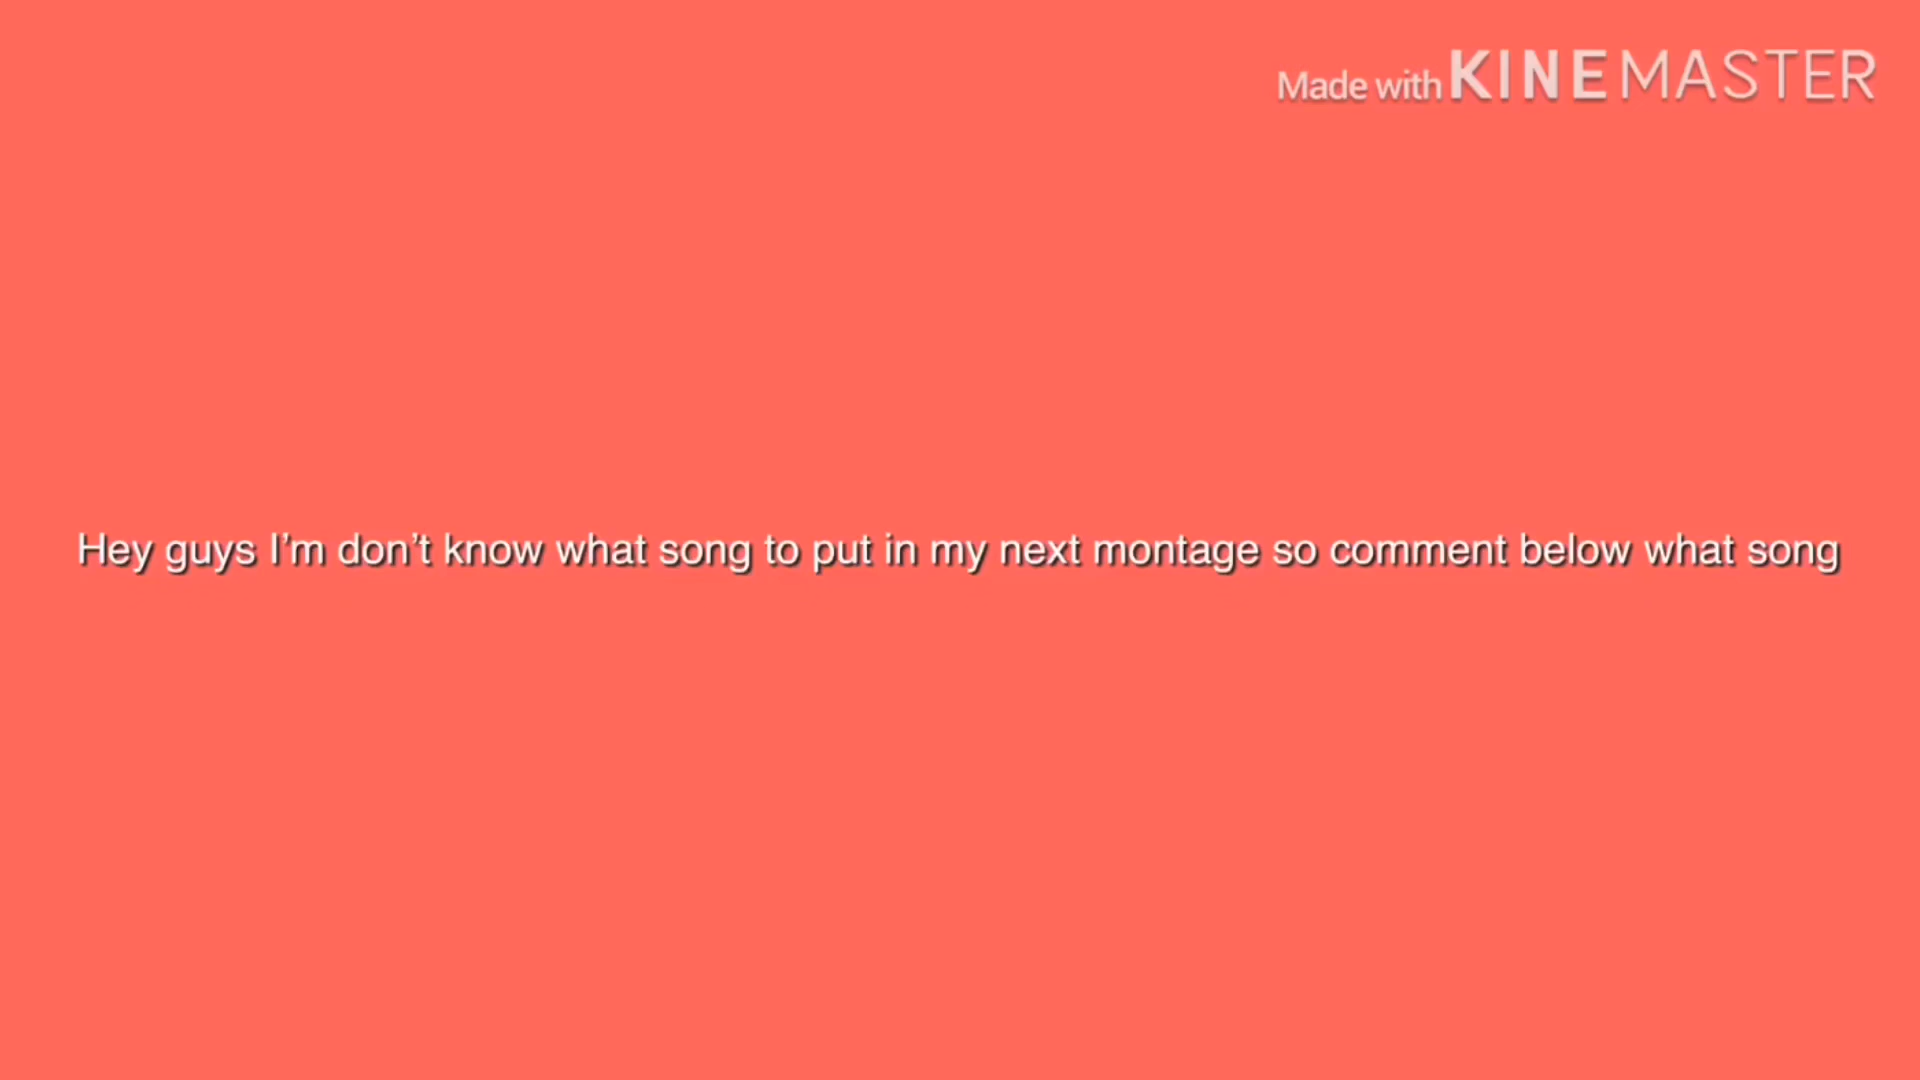 Made with KINEMASTER
Hey guys I’m don’t know what song to put in my next montage so comment below what song